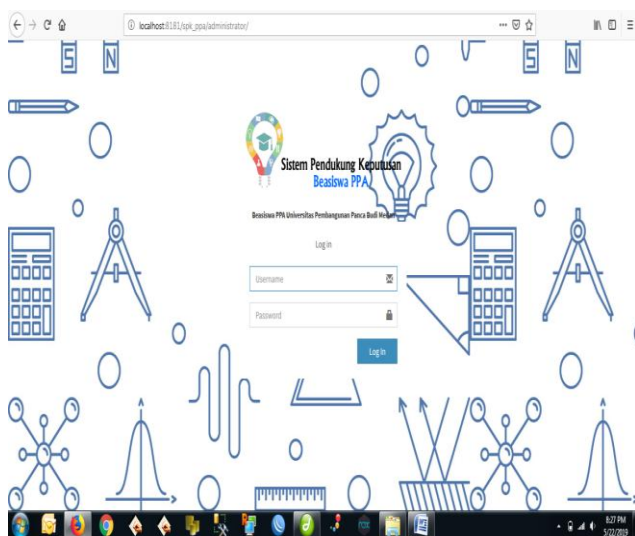 localhost:8181/spk_ppa/administrator/
S N
S N
Sistem Pendukung Keputusan
Beasiswa PPA
Beasiswa PPA Universitas Pembangunan Panca Budi Medan
Log in
Username
Password
Log In
8:27 PM
5/22/2019